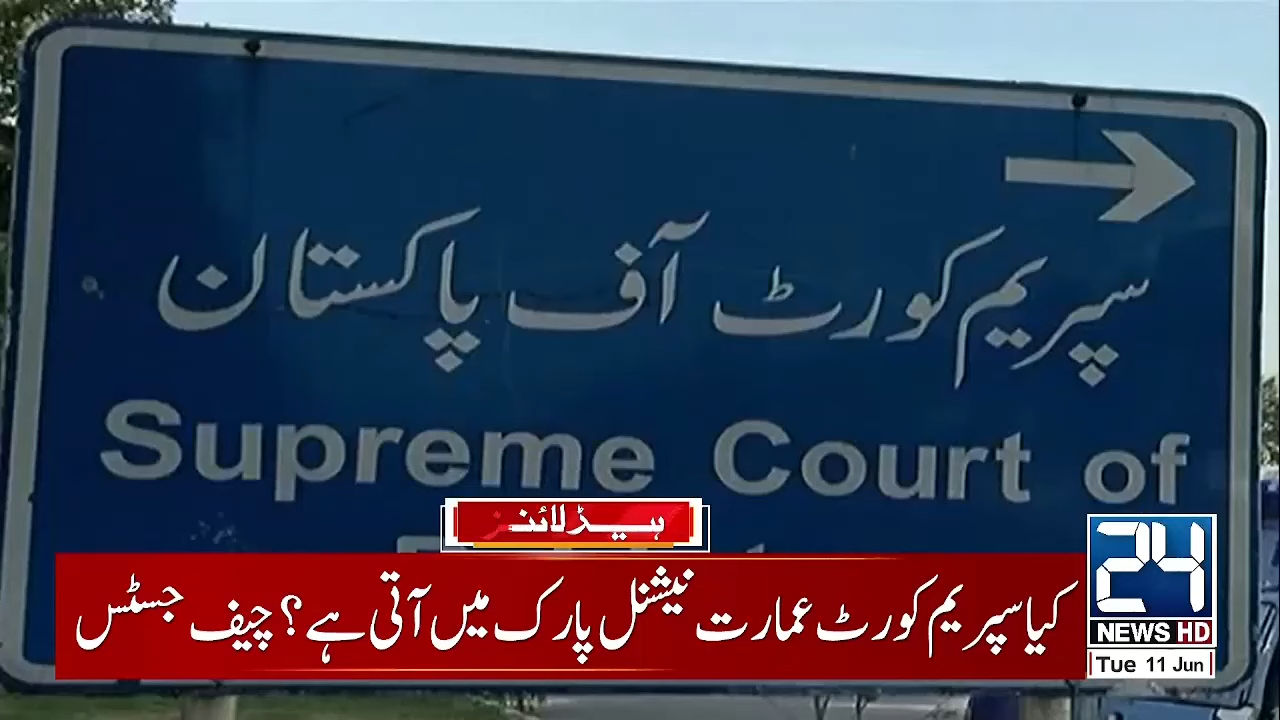 سپریم کورٹ آف پاکستان
Supreme Court of
ہیڈلائنز
کیا سپریم کورٹ عمارت نیشنل پارک میں آتی ہے؟ چیف جسٹس
24
NEWS HD
Tue 11 Jun